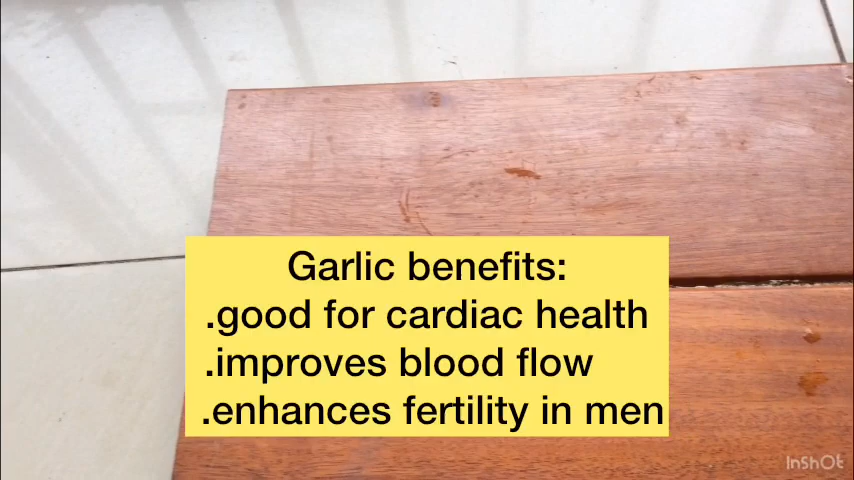 Garlic benefits:
.good for cardiac health
.improves blood flow
.enhances fertility in men
InShOt